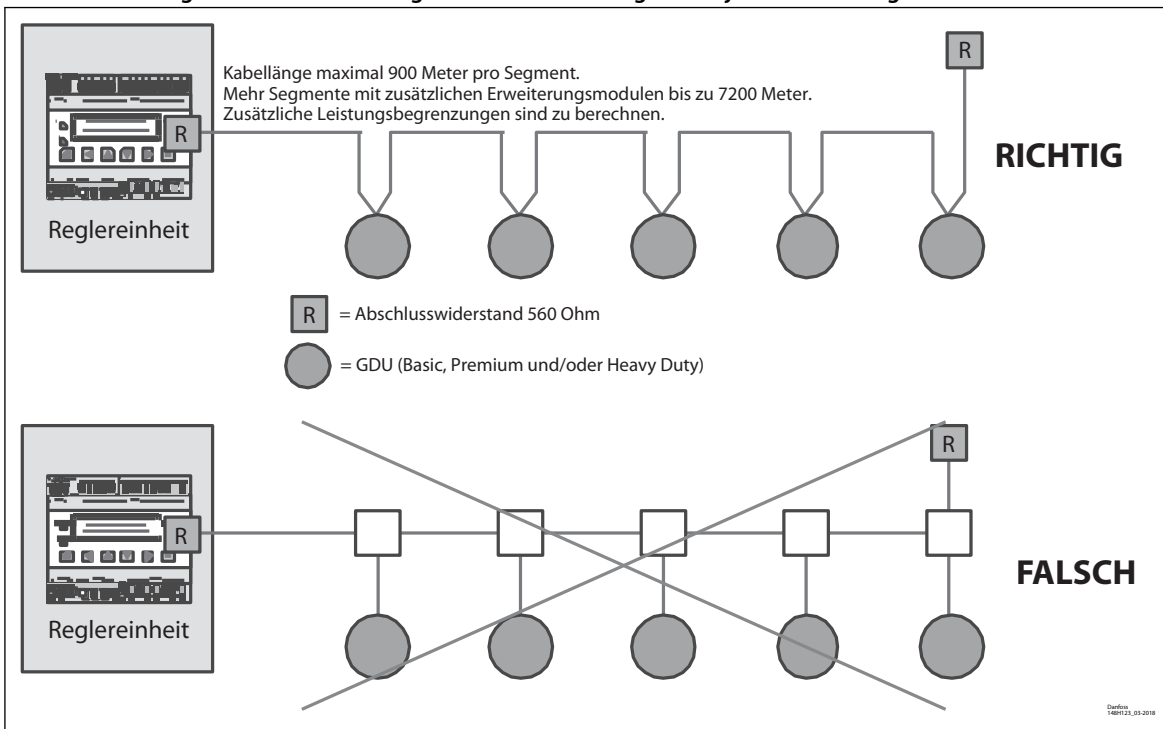 Kabellänge maximal 900 Meter pro Segment.
Mehr Segmente mit zusätzlichen Erweiterungsmodulen bis zu 7200 Meter.
Zusätzliche Leistungsbegrenzungen sind zu berechnen.
R
R
RICHTIG
Reglereinheit
R = Abschlusswiderstand 560 Ohm
= GDU (Basic, Premium und/oder Heavy Duty)
R
R
FALSCH
Reglereinheit
Danfoss
148H123_03-2018